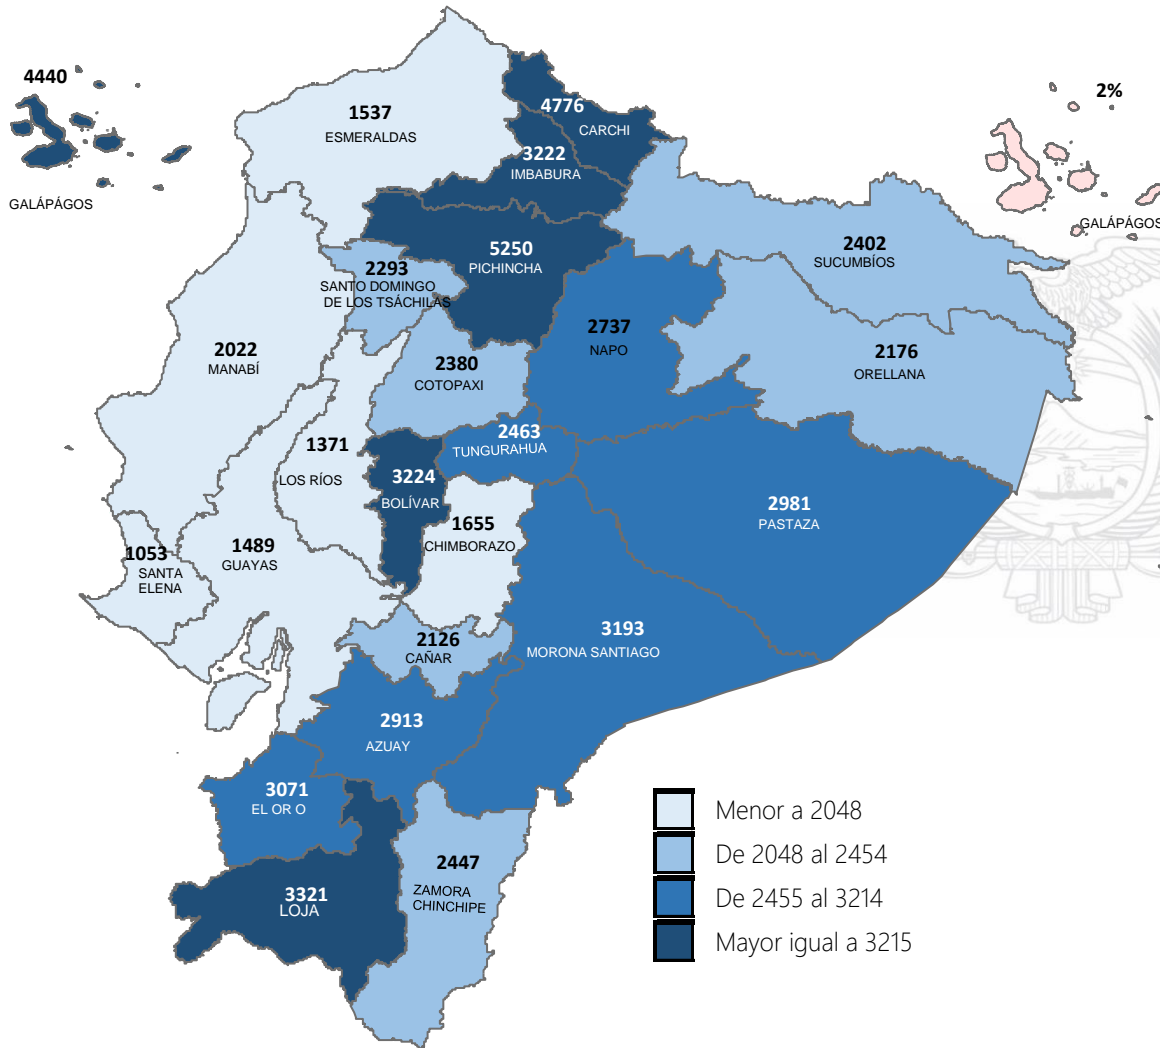 4440
GALÁPÁGOS
2%
GALÁPÁGOS
1537
ESMERALDAS
4776
CARCHI
3222
IMBABURA
5250
PICHINCHA
2402
SUCUMBÍOS
2293
SANTO DOMINGO
DE LOS TSÁCHILAS
2022
MANABÍ
2737
NAPO
2176
ORELLANA
2380
COTOPAXI
1371
LOS RÍOS
2463
TUNGURAHUA
3224
BOLÍVAR
2981
PASTAZA
1655
CHIMBORAZO
1053
SANTA
ELENA
1489
GUAYAS
2126
CAÑAR
3193
MORONA SANTIAGO
2913
AZUAY
3071
EL OR O
3321
LOJA
2447
ZAMORA
CHINCHIPE
Menor a 2048
De 2048 al 2454
De 2455 al 3214
Mayor igual a 3215